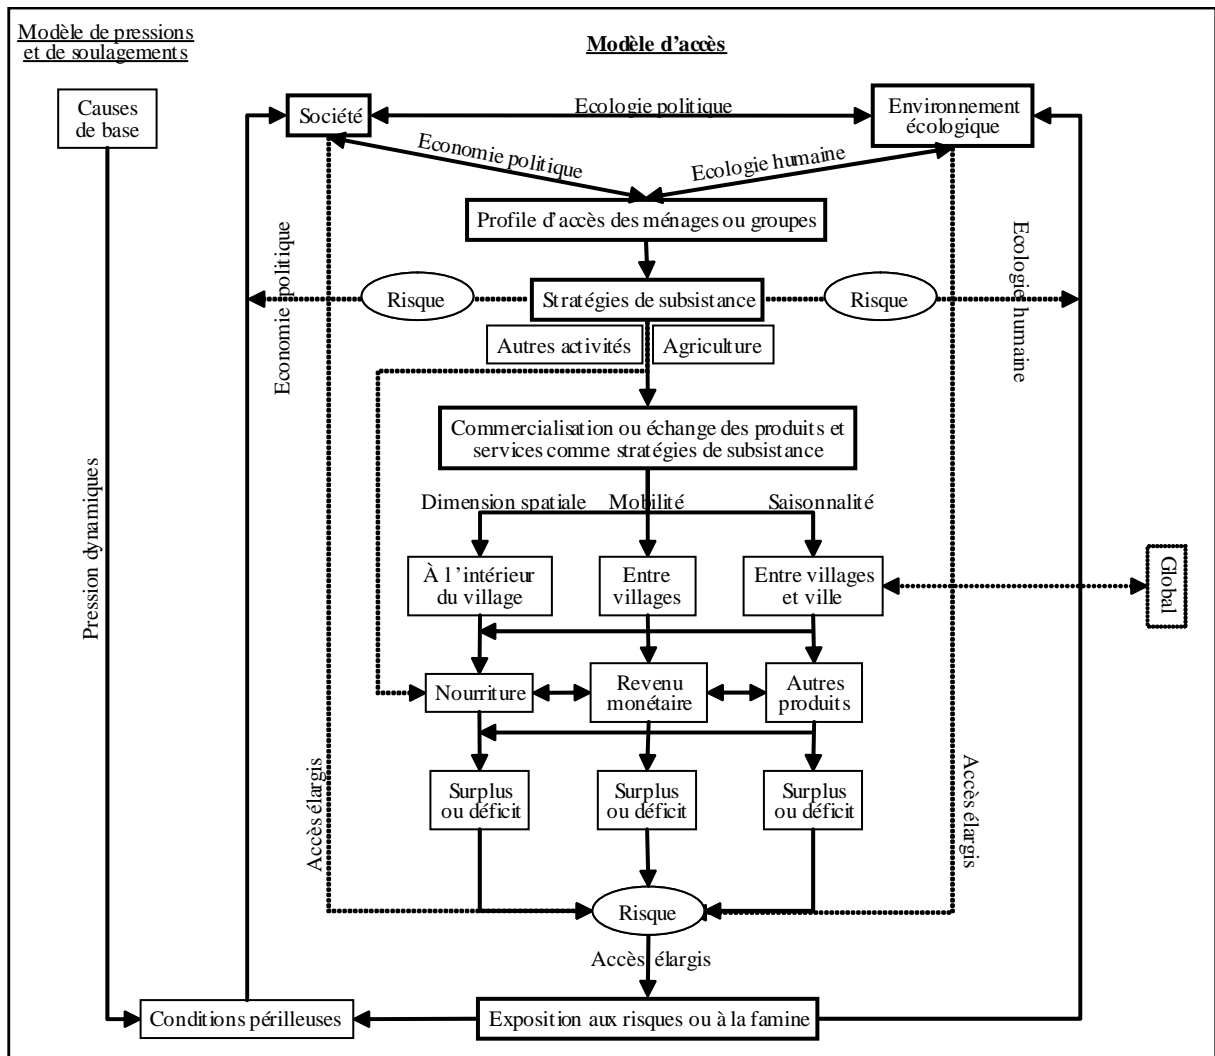 Modèle de pressions
et de soulagements
Modèle d'accès
Causes
de base
Société
Ecologie politique
Environnement
écologique
Economie politique
Ecologie humaine
Profile d'accès des ménages ou groupes
Economie politique
Ecologie humaine
Risque
Stratégies de subsistance
Risque
Autres activités
Agriculture
Commercialisation ou échange des produits et
services comme stratégies de subsistance
Pression dynamiques
Dimension spatiale
Mobilité
Saisonnalité
À l'intérieur
du village
Entre
villages
Entre villages
et ville
Global
Nourriture
Revenu
monétaire
Autres
produits
Accès élargis
Surplus
ou déficit
Surplus
ou déficit
Surplus
ou déficit
Accès élargis
Risque
Accès élargis
Conditions périlleuses
Exposition aux risques ou à la famine